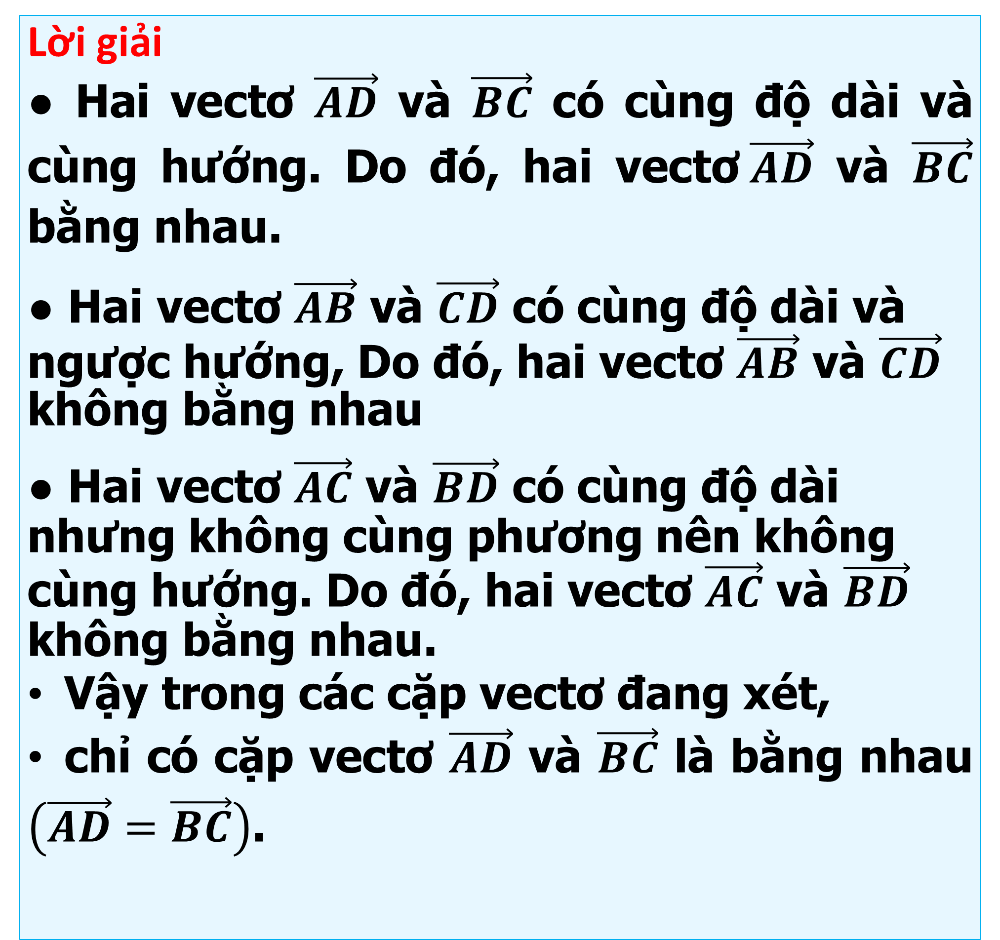 Lời giải
● Hai vectơ $\overrightarrow{AD}$ và $\overrightarrow{BC}$ có cùng độ dài và
cùng hướng. Do đó, hai vectơ $\overrightarrow{AD}$ và $\overrightarrow{BC}$
bằng nhau.
● Hai vectơ $\overrightarrow{AB}$ và $\overrightarrow{CD}$ có cùng độ dài và
ngược hướng, Do đó, hai vectơ $\overrightarrow{AB}$ và $\overrightarrow{CD}$
không bằng nhau
● Hai vectơ $\overrightarrow{AC}$ và $\overrightarrow{BD}$ có cùng độ dài
nhưng không cùng phương nên không
cùng hướng. Do đó, hai vectơ $\overrightarrow{AC}$ và $\overrightarrow{BD}$
không bằng nhau.
• Vậy trong các cặp vectơ đang xét,
• chỉ có cặp vectơ $\overrightarrow{AD}$ và $\overrightarrow{BC}$ là bằng nhau
$(\overrightarrow{AD} = \overrightarrow{BC})$.